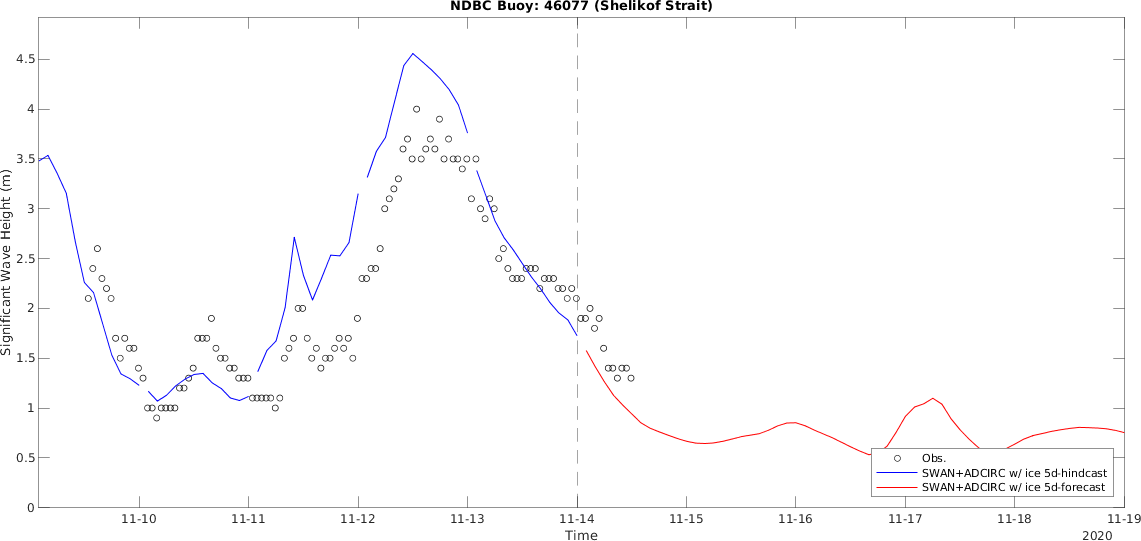 NDBC Buoy: 46077 (Shelikof Strait)
Significant Wave Height (m)
4.5
4
3.5
3
2.5
2
1.5
1
0.5
0
Obs.
SWAN+ADCIRC w/ ice 5d-hindcast
SWAN+ADCIRC w/ ice 5d-forecast
11-10 11-11 11-12 11-13 11-14 11-15 11-16 11-17 11-18 11-19
Time
2020